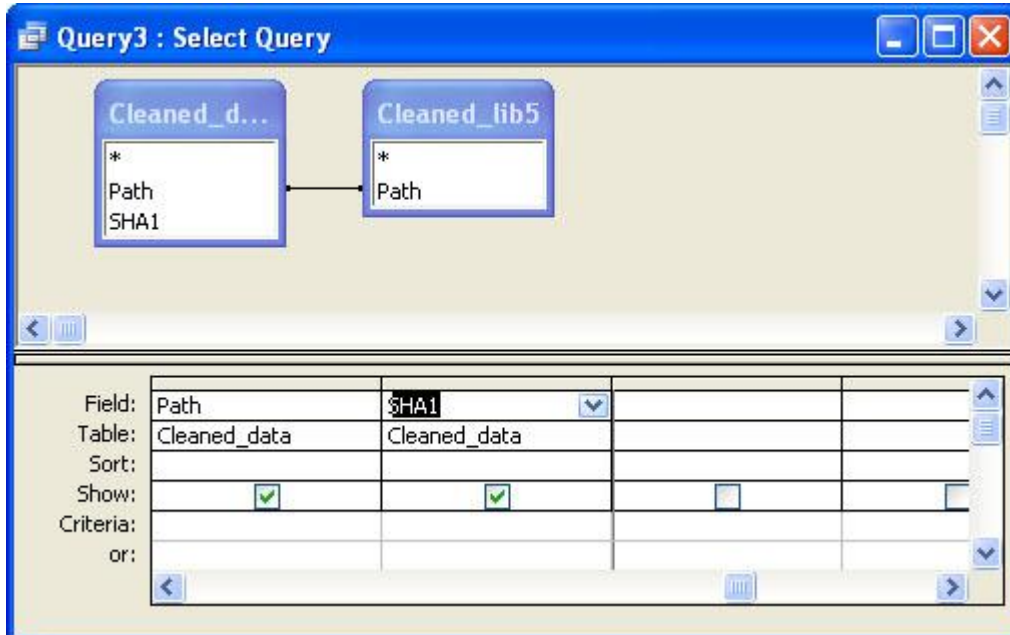 Query3 : Select Query
Cleaned_d...
*
Path
SHA1
Cleaned_lib5
*
Path
Field: Path SHA1
Table: Cleaned_data Cleaned_data
Sort:
Show:
Criteria:
or: